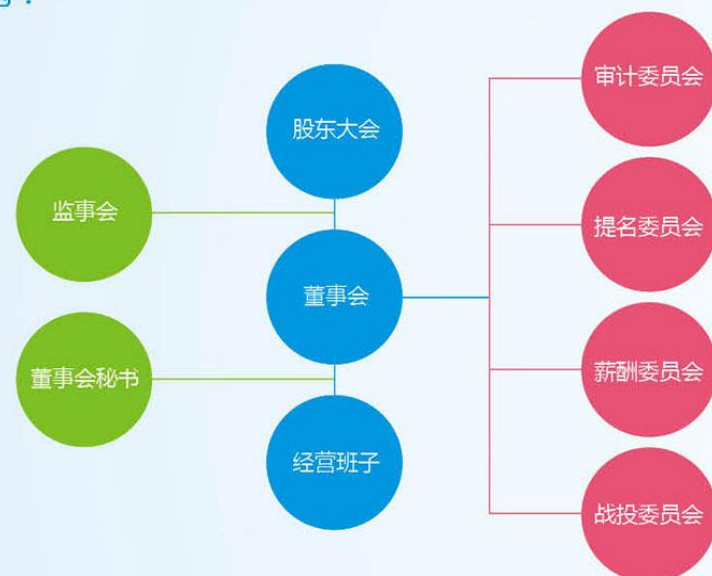 股东大会
监事会
董事会
董事会秘书
经营班子
审计委员会
提名委员会
薪酬委员会
战投委员会